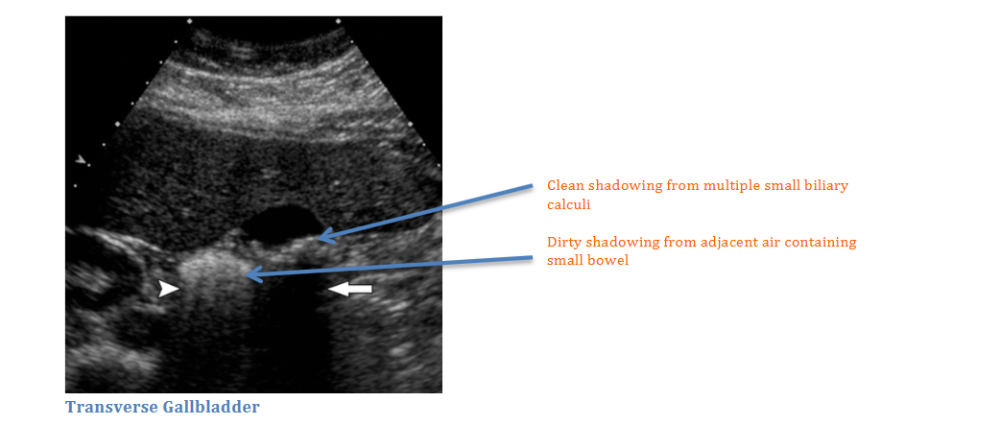 Clean shadowing from multiple small biliary
calculi
Dirty shadowing from adjacent air containing
small bowel
Transverse Gallbladder